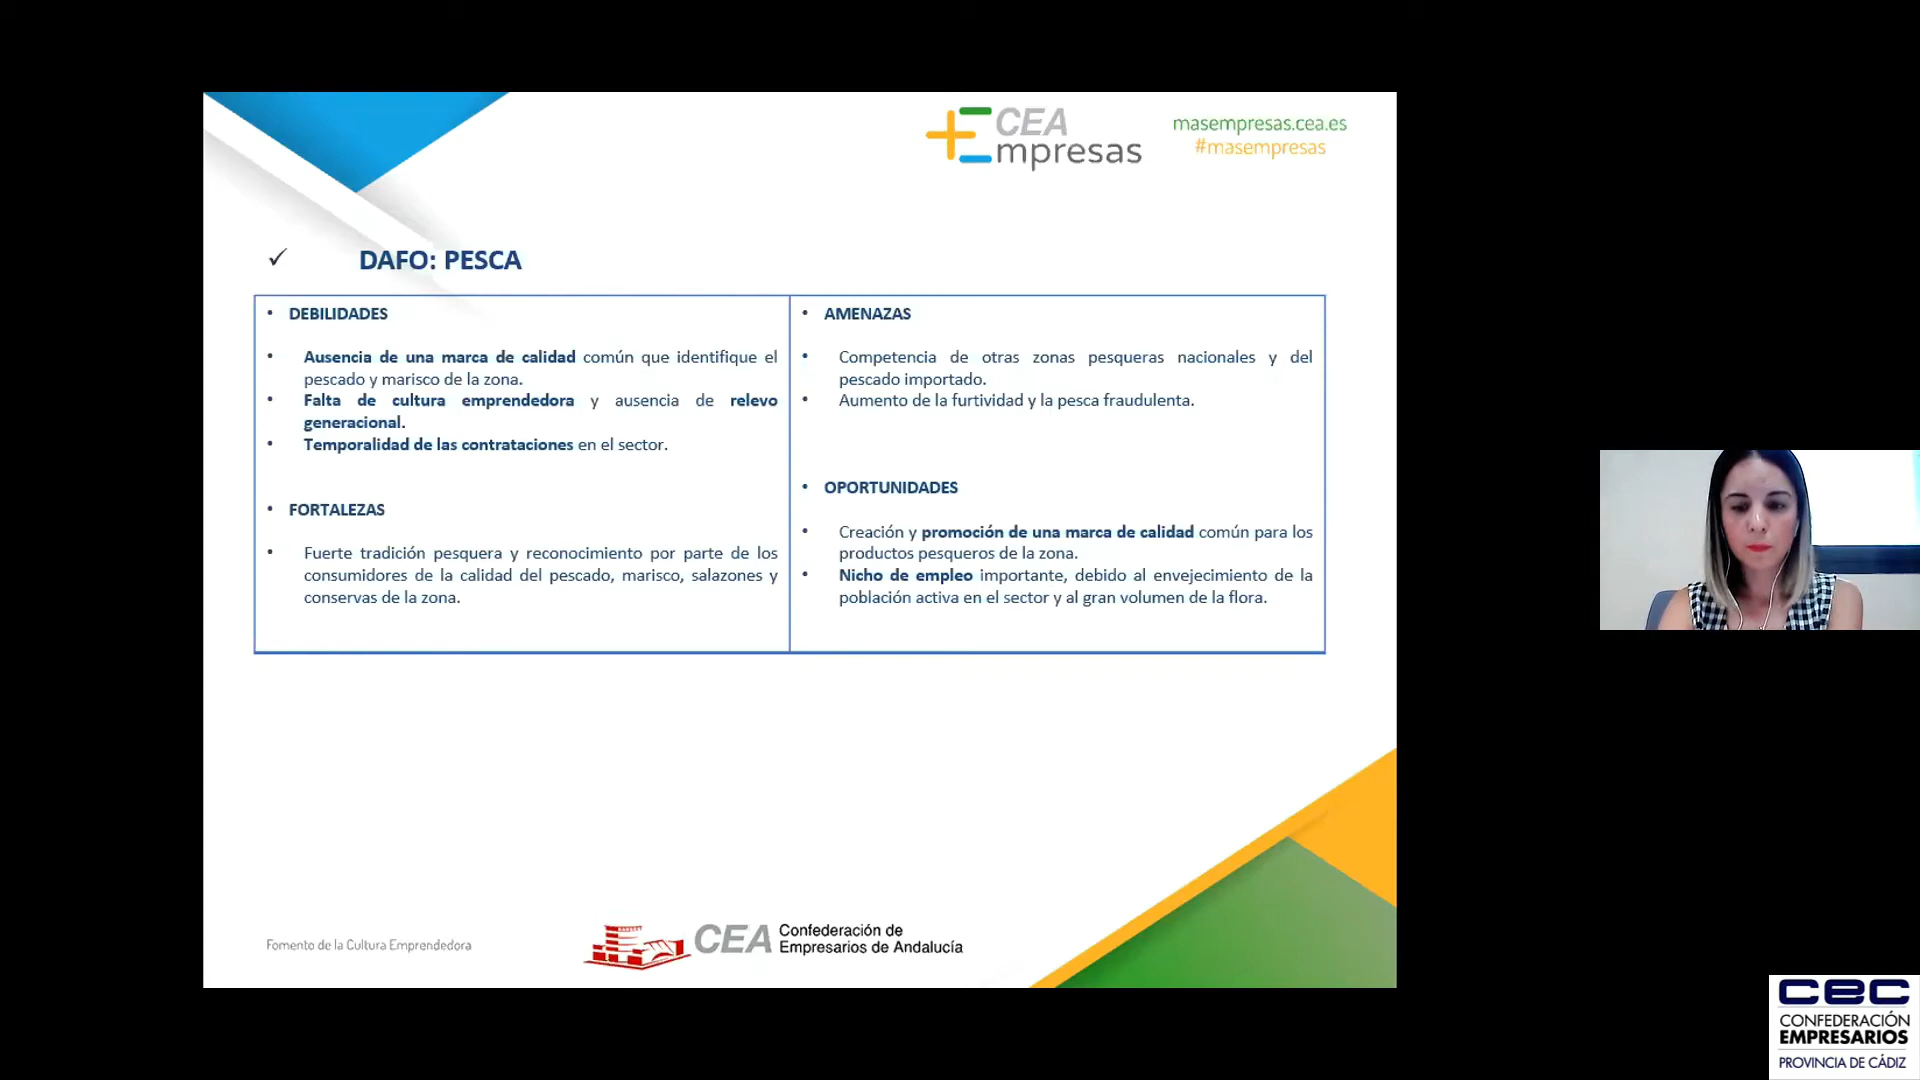 CEA
Empresas
masempresas.cea.es
#masempresas
✓ DAFO: PESCA
• DEBILIDADES
• Ausencia de una marca de calidad común que identifique el
pescado y marisco de la zona.
• Falta de cultura emprendedora y ausencia de relevo
generacional.
• Temporalidad de las contrataciones en el sector.
• FORTALEZAS
• Fuerte tradición pesquera y reconocimiento por parte de los
consumidores de la calidad del pescado, marisco, salazones y
conservas de la zona.
• AMENAZAS
• Competencia de otras zonas pesqueras nacionales y del
pescado importado.
• Aumento de la furtividad y la pesca fraudulenta.
• OPORTUNIDADES
• Creación y promoción de una marca de calidad común para los
productos pesqueros de la zona.
• Nicho de empleo importante, debido al envejecimiento de la
población activa en el sector y al gran volumen de la flora.
Fomento de la Cultura Emprendedora
CEA Confederación de
Empresarios de Andalucía
cec
CONFEDERACIÓN
EMPRESARIOS
PROVINCIA DE CÁDIZ